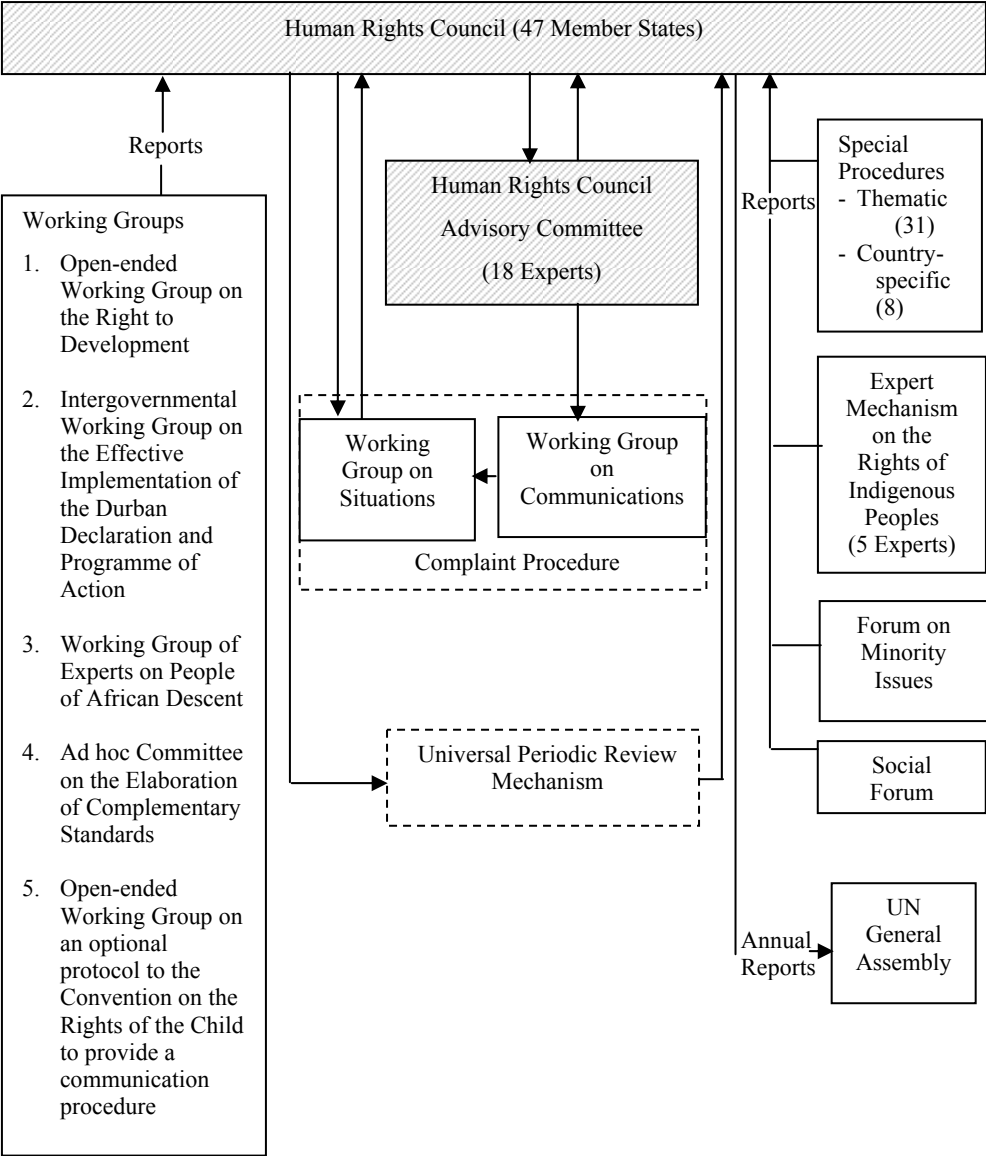 Human Rights Council (47 Member States)
Reports
Working Groups
1. Open-ended
Working Group on
the Right to
Development
2. Intergovernmental
Working Group on
the Effective
Implementation of
the Durban
Declaration and
Programme of
Action
3. Working Group of
Experts on People
of African Descent
4. Ad hoc Committee
on the Elaboration
of Complementary
Standards
5. Open-ended
Working Group on
an optional
protocol to the
Convention on the
Rights of the Child
to provide a
communication
procedure
Human Rights Council
Advisory Committee
(18 Experts)
Working
Group on
Situations
Working Group
on
Communications
Complaint Procedure
Universal Periodic Review
Mechanism
Reports
Special
Procedures
- Thematic
(31)
- Country-
specific
(8)
Expert
Mechanism
on the
Rights of
Indigenous
Peoples
(5 Experts)
Forum on
Minority
Issues
Social
Forum
Annual
Reports
UN
General
Assembly